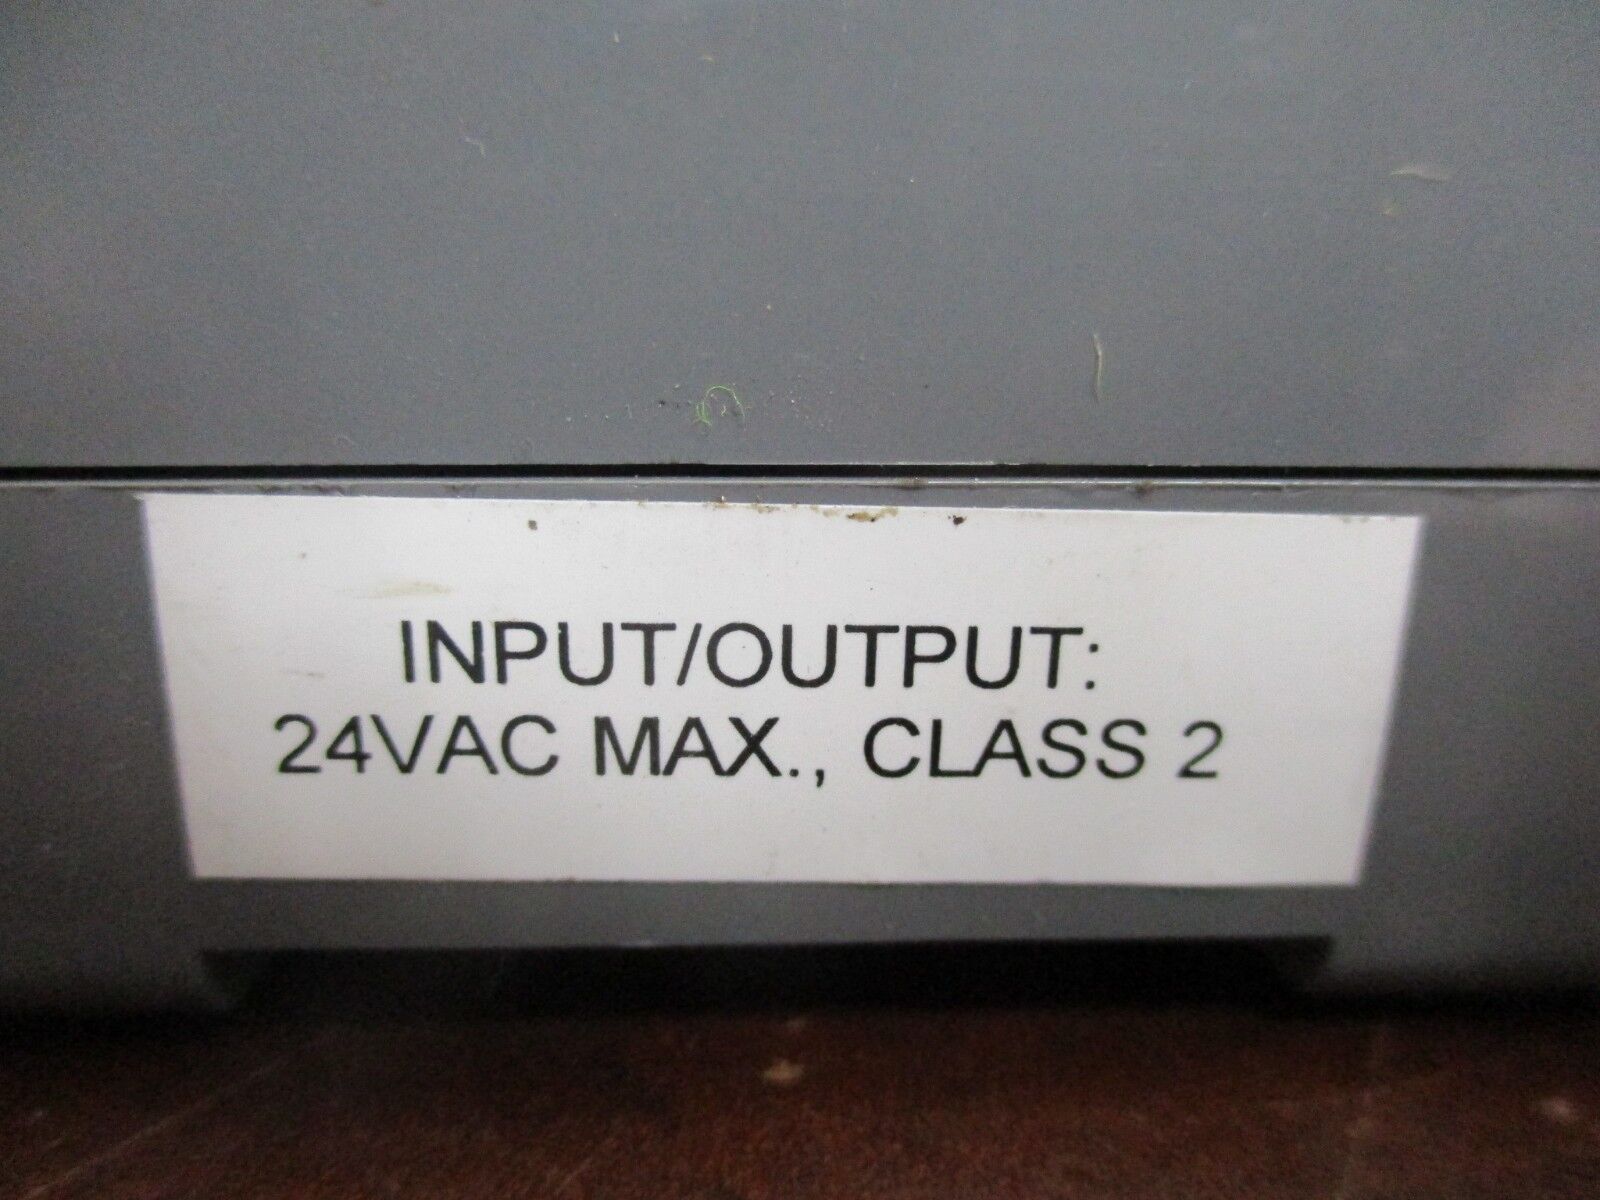 INPUT/OUTPUT:
24VAC MAX., CLASS 2